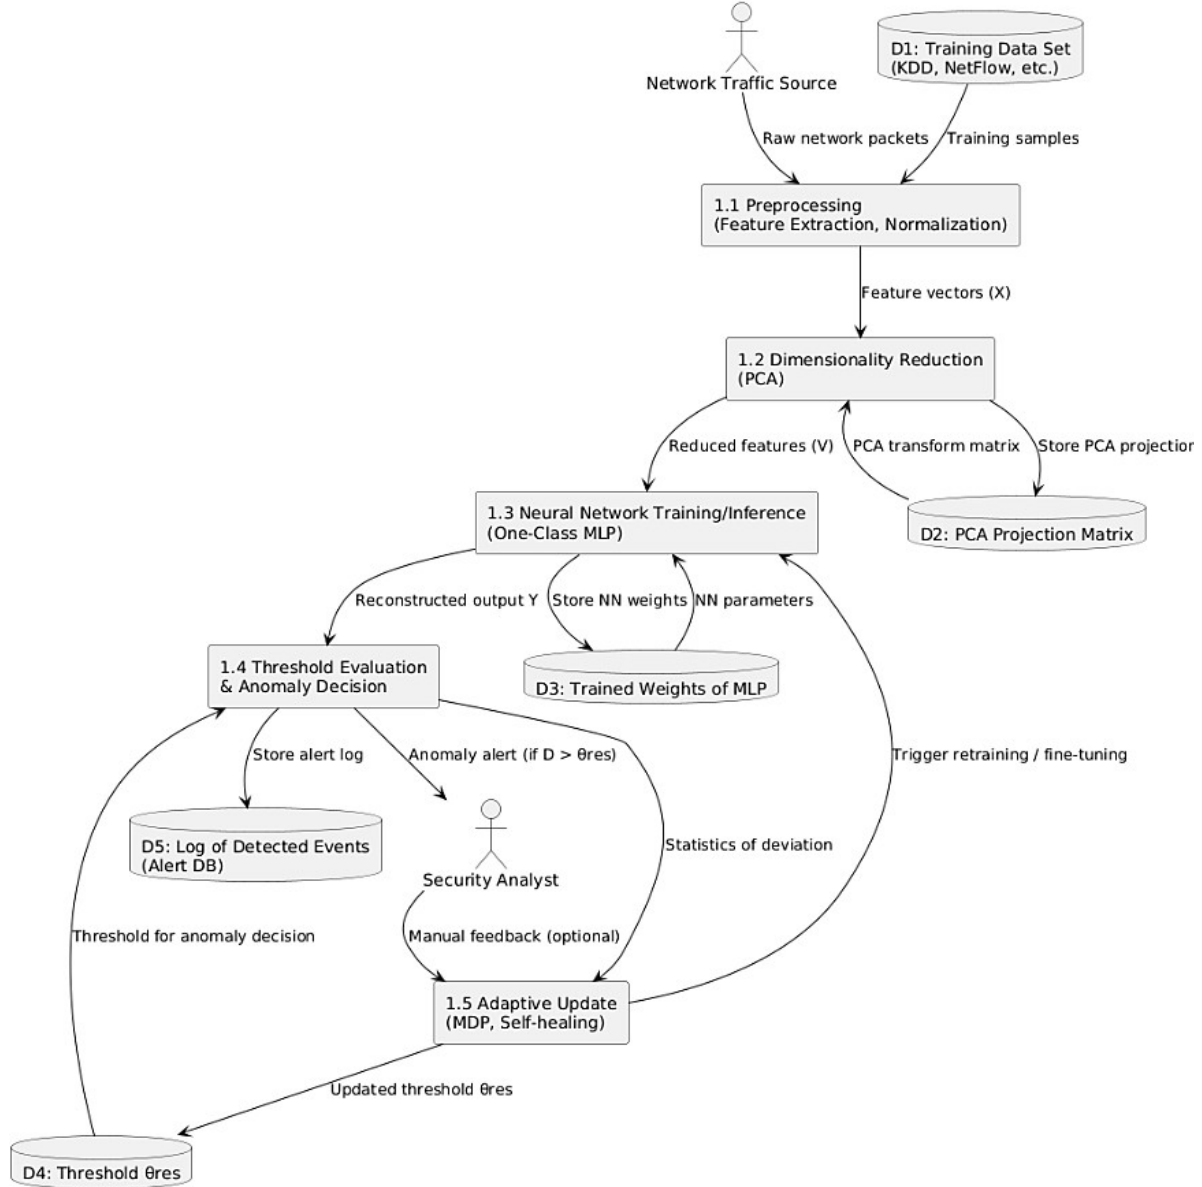 D1: Training Data Set
(KDD, NetFlow, etc.)
Network Traffic Source
Raw network packets
Training samples
1.1 Preprocessing
(Feature Extraction, Normalization)
Feature vectors (X)
1.2 Dimensionality Reduction
(PCA)
Reduced features (V)
PCA transform matrix
Store PCA projection
1.3 Neural Network Training/Inference
(One-Class MLP)
D2: PCA Projection Matrix
Reconstructed output Y
Store NN weights
NN parameters
1.4 Threshold Evaluation
& Anomaly Decision
D3: Trained Weights of MLP
Store alert log
Anomaly alert (if D > θres)
Trigger retraining / fine-tuning
D5: Log of Detected Events
(Alert DB)
Statistics of deviation
Security Analyst
Threshold for anomaly decision
Manual feedback (optional)
1.5 Adaptive Update
(MDP, Self-healing)
Updated threshold θres
D4: Threshold θres